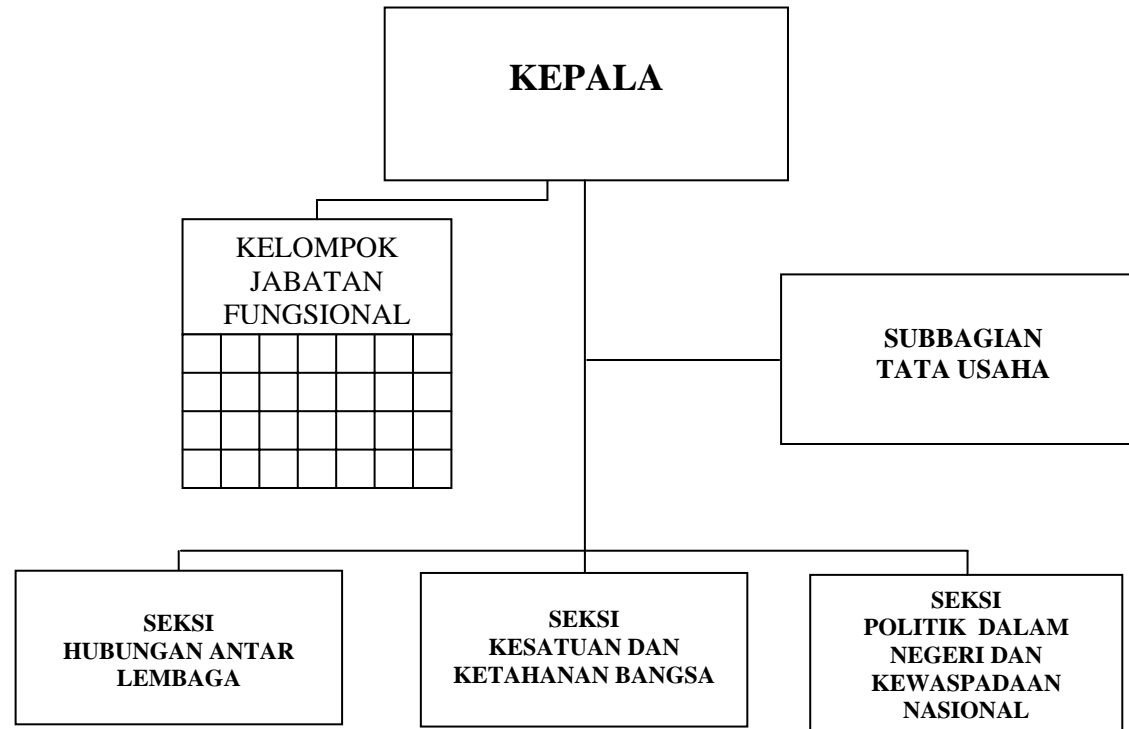 KEPALA
KELOMPOK
JABATAN
FUNGSIONAL
SUBBAGIAN
TATA USAHA
SEKSI
HUBUNGAN ANTAR
LEMBAGA
SEKSI
KESATUAN DAN
KETAHANAN BANGSA
SEKSI
POLITIK DALAM
NEGERI DAN
KEWASPADAAN
NASIONAL